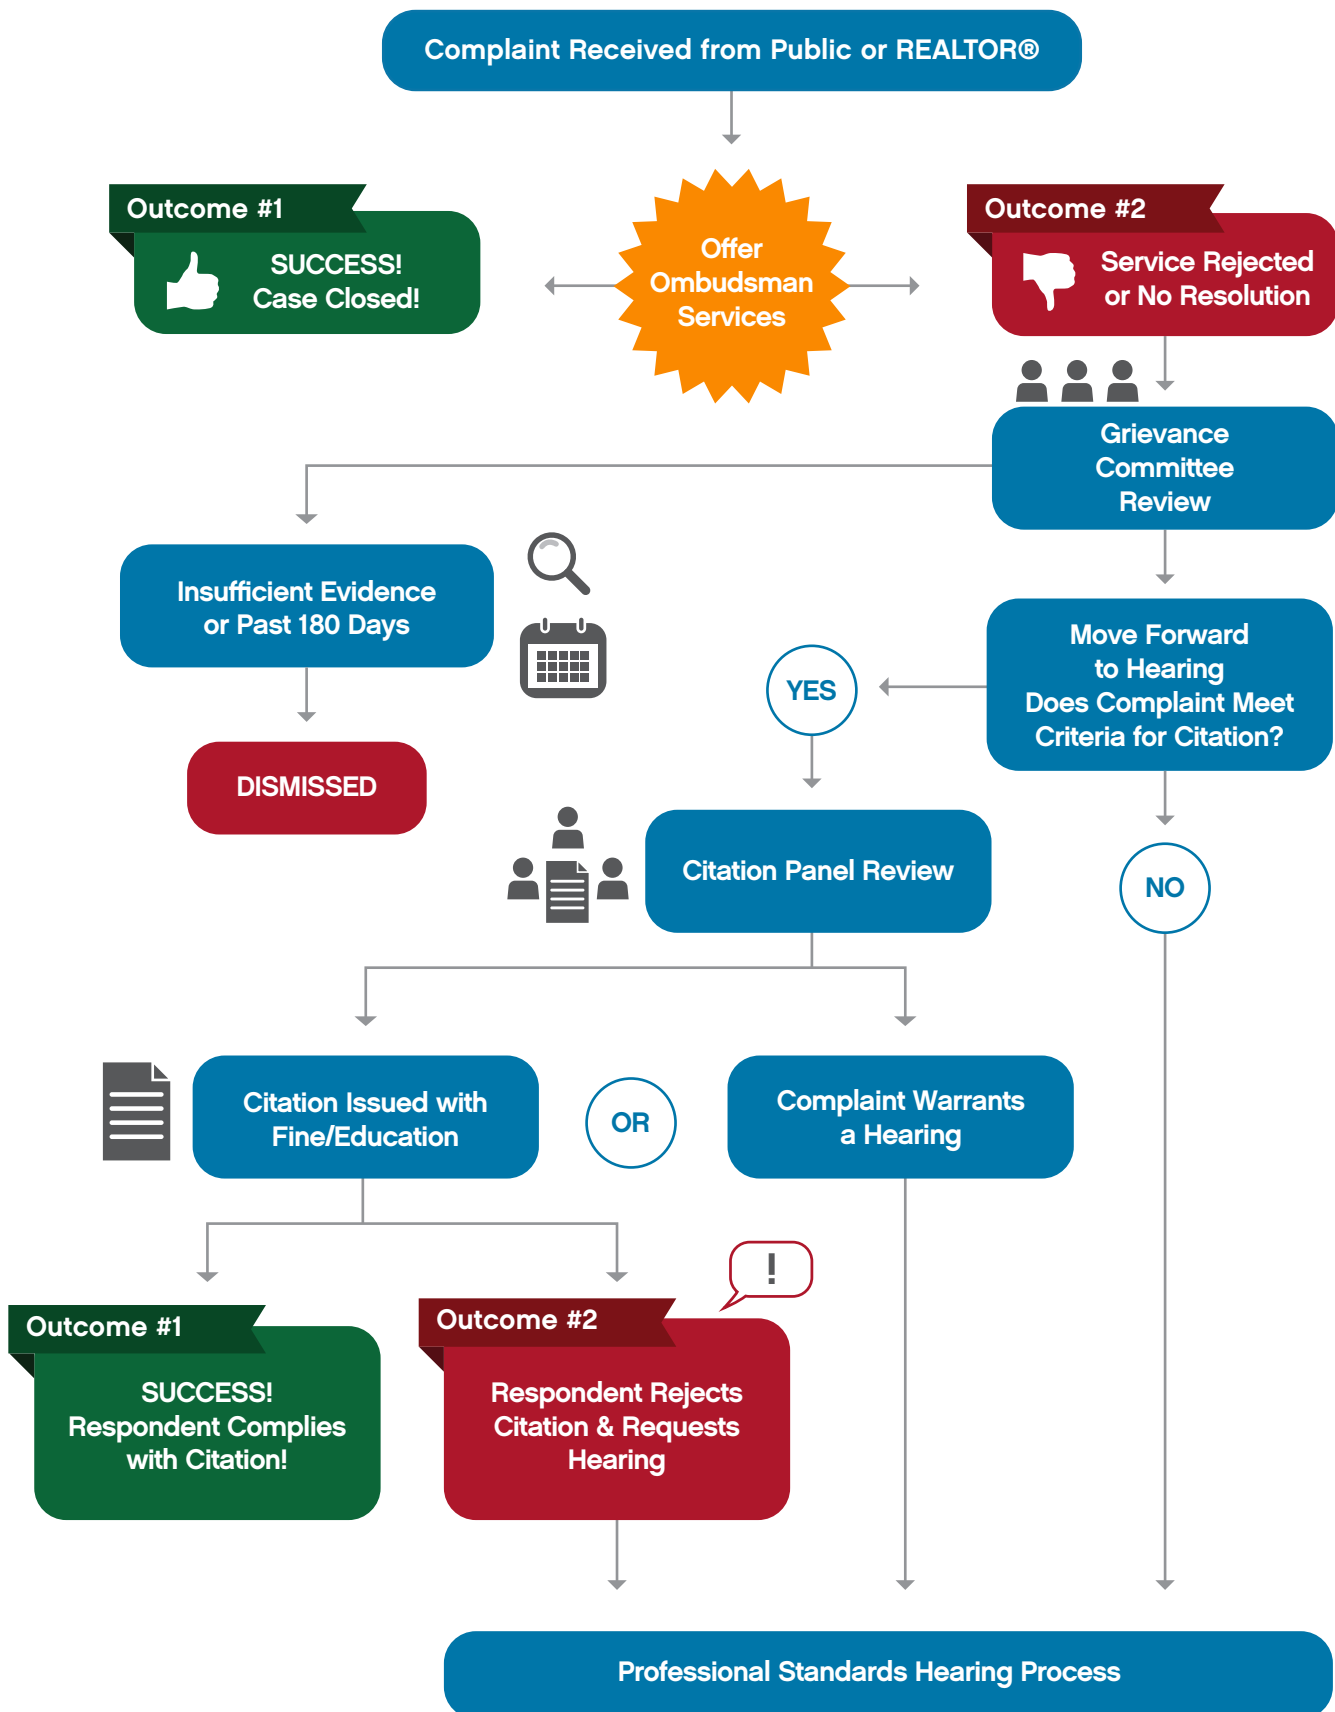 Complaint Received from Public or REALTOR®
Outcome #1
SUCCESS!
Case Closed!
Offer
Ombudsman
Services
Outcome #2
Service Rejected
or No Resolution
Grievance
Committee
Review
Insufficient Evidence
or Past 180 Days
DISMISSED
Move Forward
to Hearing
Does Complaint Meet
Criteria for Citation?
YES
NO
Citation Panel Review
Citation Issued with
Fine/Education
OR
Complaint Warrants
a Hearing
!
Outcome #1
SUCCESS!
Respondent Complies
with Citation!
Outcome #2
Respondent Rejects
Citation & Requests
Hearing
Professional Standards Hearing Process